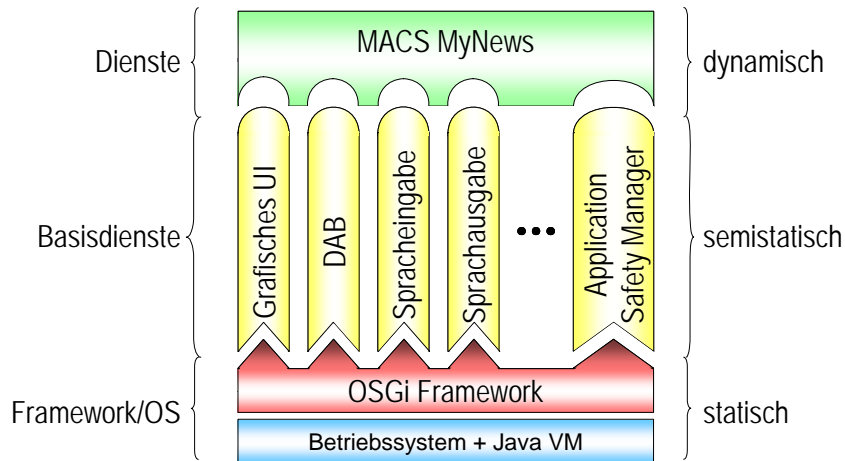 MACS MyNews
Dienste
dynamisch
Basisdienste
Grafisches UI
DAB
Spracheingabe
Sprachausgabe
...
Application
Safety Manager
semistatisch
OSGi Framework
Framework/OS
statisch
Betriebssystem + Java VM